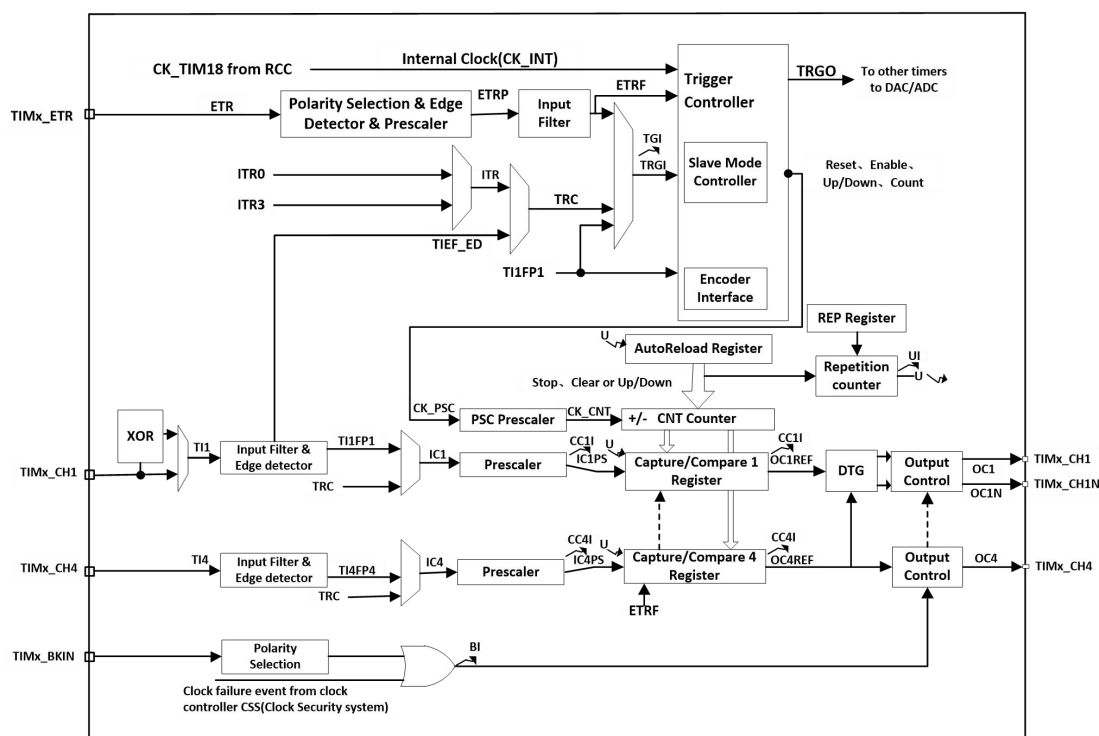 Internal Clock(CK_INT)
CK_TIM18 from RCC
TIMx_ETR
ETR
Polarity Selection & Edge
Detector & Prescaler
ETRP
Input
Filter
ETRF
Trigger
Controller
TRGO
To other timers
to DAC/ADC
ITR0
ITR3
ITR
TRC
TIEF_ED
TI1FP1
TGI
TRGI
Slave Mode
Controller
Encoder
Interface
Reset、Enable、
Up/Down、Count
REP Register
U
AutoReload Register
Repetition
counter
UI
U
Stop、Clear or Up/Down
CK_PSC
PSC Prescaler
CK_CNT
+/- CNT Counter
TIMx_CH1
XOR
TI1
Input Filter &
Edge detector
TI1FP1
TRC
IC1
Prescaler
CC1I
IC1PS
U
Capture/Compare 1
Register
CC1I
OC1REF
DTG
Output
Control
OC1
OC1N
TIMx_CH1
TIMx_CH1N
TIMx_CH4
TI4
Input Filter &
Edge detector
TI4FP4
TRC
IC4
Prescaler
CC4I
IC4PS
U
Capture/Compare 4
Register
ETRF
CC4I
OC4REF
Output
Control
OC4
TIMx_CH4
TIMx_BKIN
Polarity
Selection
BI
Clock failure event from clock
controller CSS(Clock Security system)